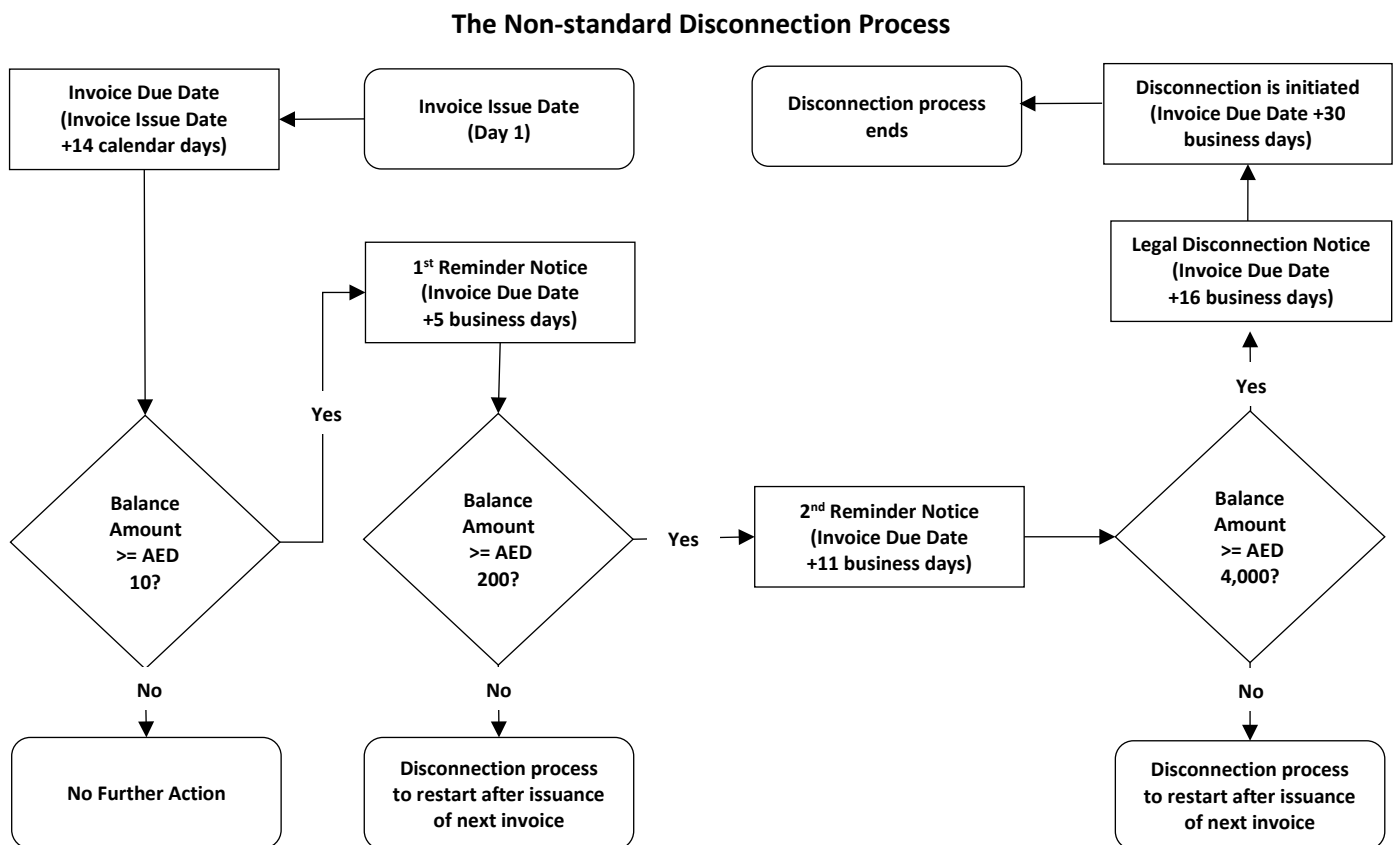 The Non-standard Disconnection Process
Invoice Due Date
(Invoice Issue Date
+14 calendar days)
Invoice Issue Date
(Day 1)
Disconnection process
ends
Disconnection is initiated
(Invoice Due Date +30
business days)
1st Reminder Notice
(Invoice Due Date
+5 business days)
Legal Disconnection Notice
(Invoice Due Date
+16 business days)
Yes
Yes
Balance
Amount
>= AED
10?
Balance
Amount
>= AED
200?
Yes
2nd Reminder Notice
(Invoice Due Date
+11 business days)
Balance
Amount
>= AED
4,000?
No
No
No
No Further Action
Disconnection process
to restart after issuance
of next invoice
Disconnection process
to restart after issuance
of next invoice